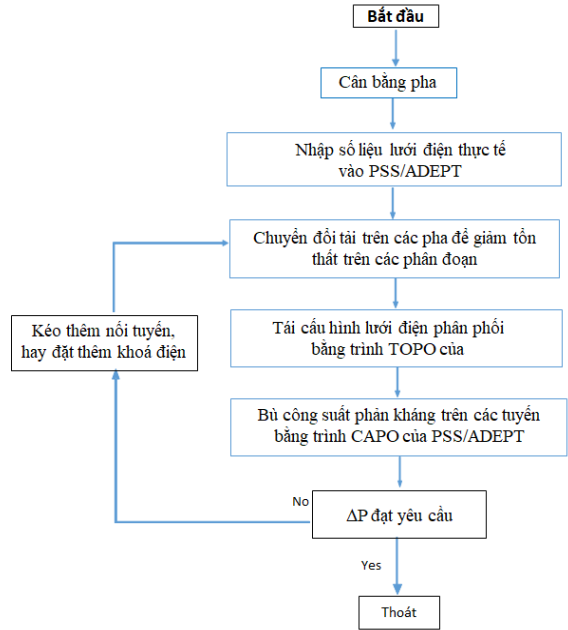 Bắt đầu
Cân bằng pha
Nhập số liệu lưới điện thực tế
vào PSS/ADEPT
Chuyển đổi tải trên các pha để giảm tổn
thất trên các phân đoạn
Kéo thêm nối tuyến,
hay đặt thêm khoá điện
Tái cấu hình lưới điện phân phối
bằng trình TOPO của
Bù công suất phản kháng trên các tuyến
bằng trình CAPO của PSS/ADEPT
No
ΔP đạt yêu cầu
Yes
Thoát